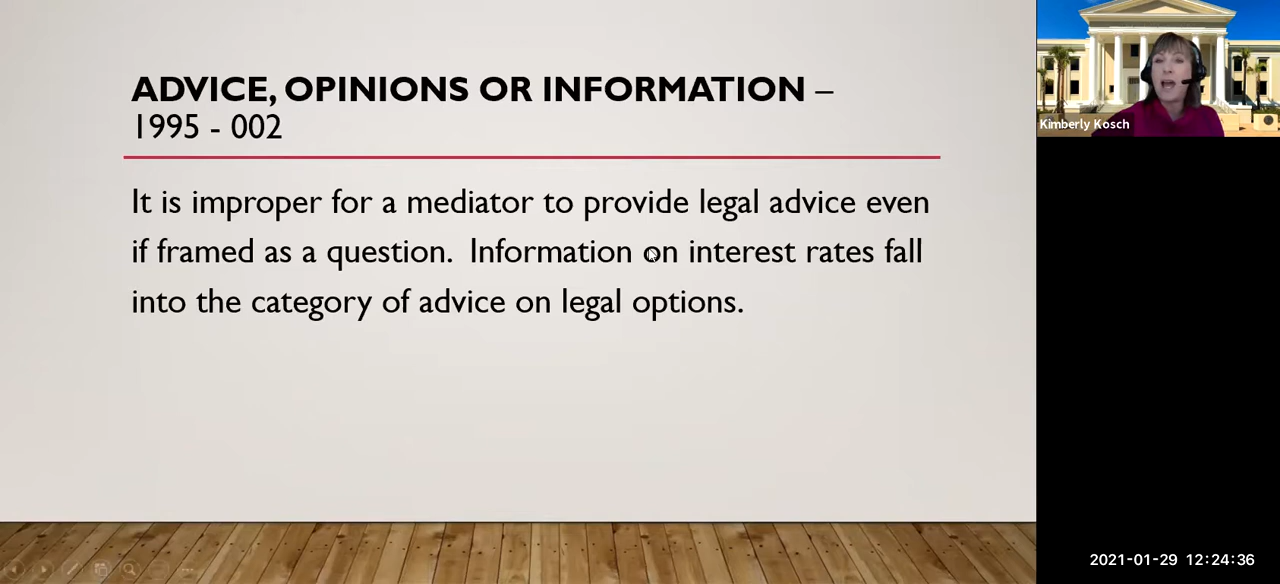 ADVICE, OPINIONS OR INFORMATION –
1995 - 002
It is improper for a mediator to provide legal advice even
if framed as a question.  Information on interest rates fall
into the category of advice on legal options.
Kimberly Kosch
2021-01-29 12:24:36